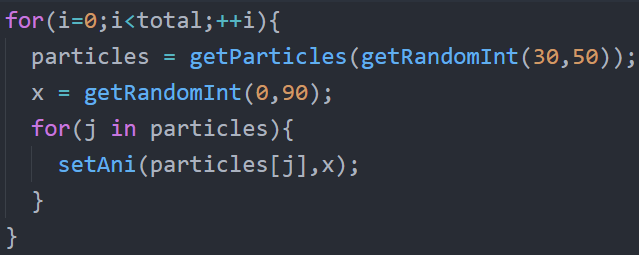 for(i=0;i<total;++i){
  particles = getParticles(getRandomInt(30,50));
  x = getRandomInt(0,90);
  for(j in particles){
    setAni(particles[j],x);
  }
}